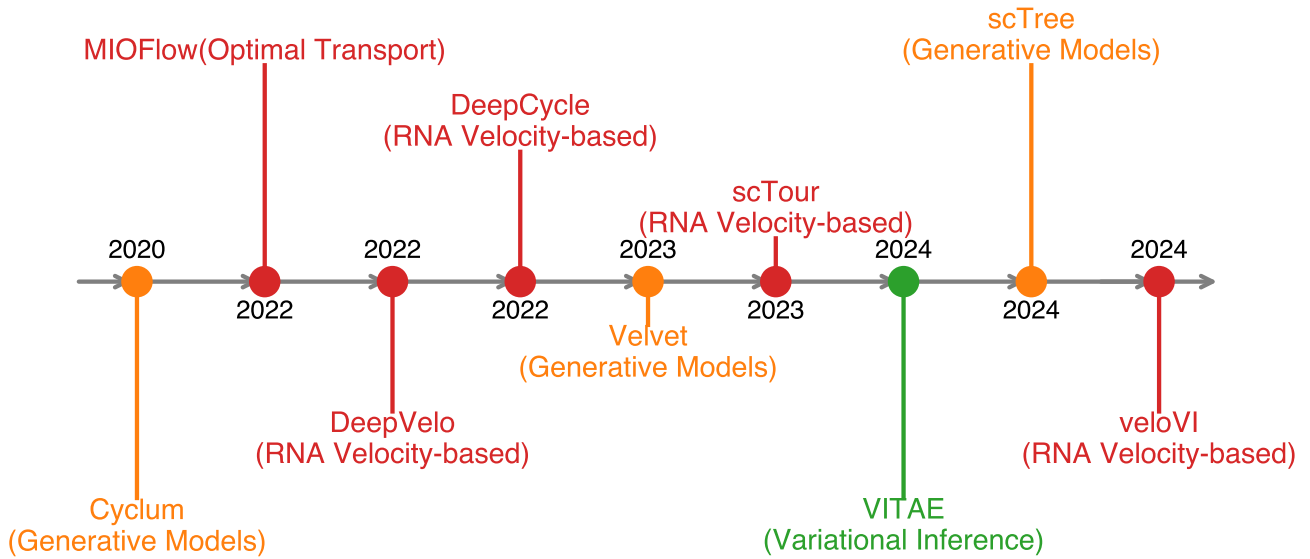 scTree
(Generative Models)
MIOFlow(Optimal Transport)
DeepCycle
(RNA Velocity-based)
scTour
(RNA Velocity-based)
2020
2022
2023
2024
2024
2022
2022
2023
2024
Velvet
(Generative Models)
DeepVelo
(RNA Velocity-based)
veloVI
(RNA Velocity-based)
Cyclum
(Generative Models)
VITAE
(Variational Inference)